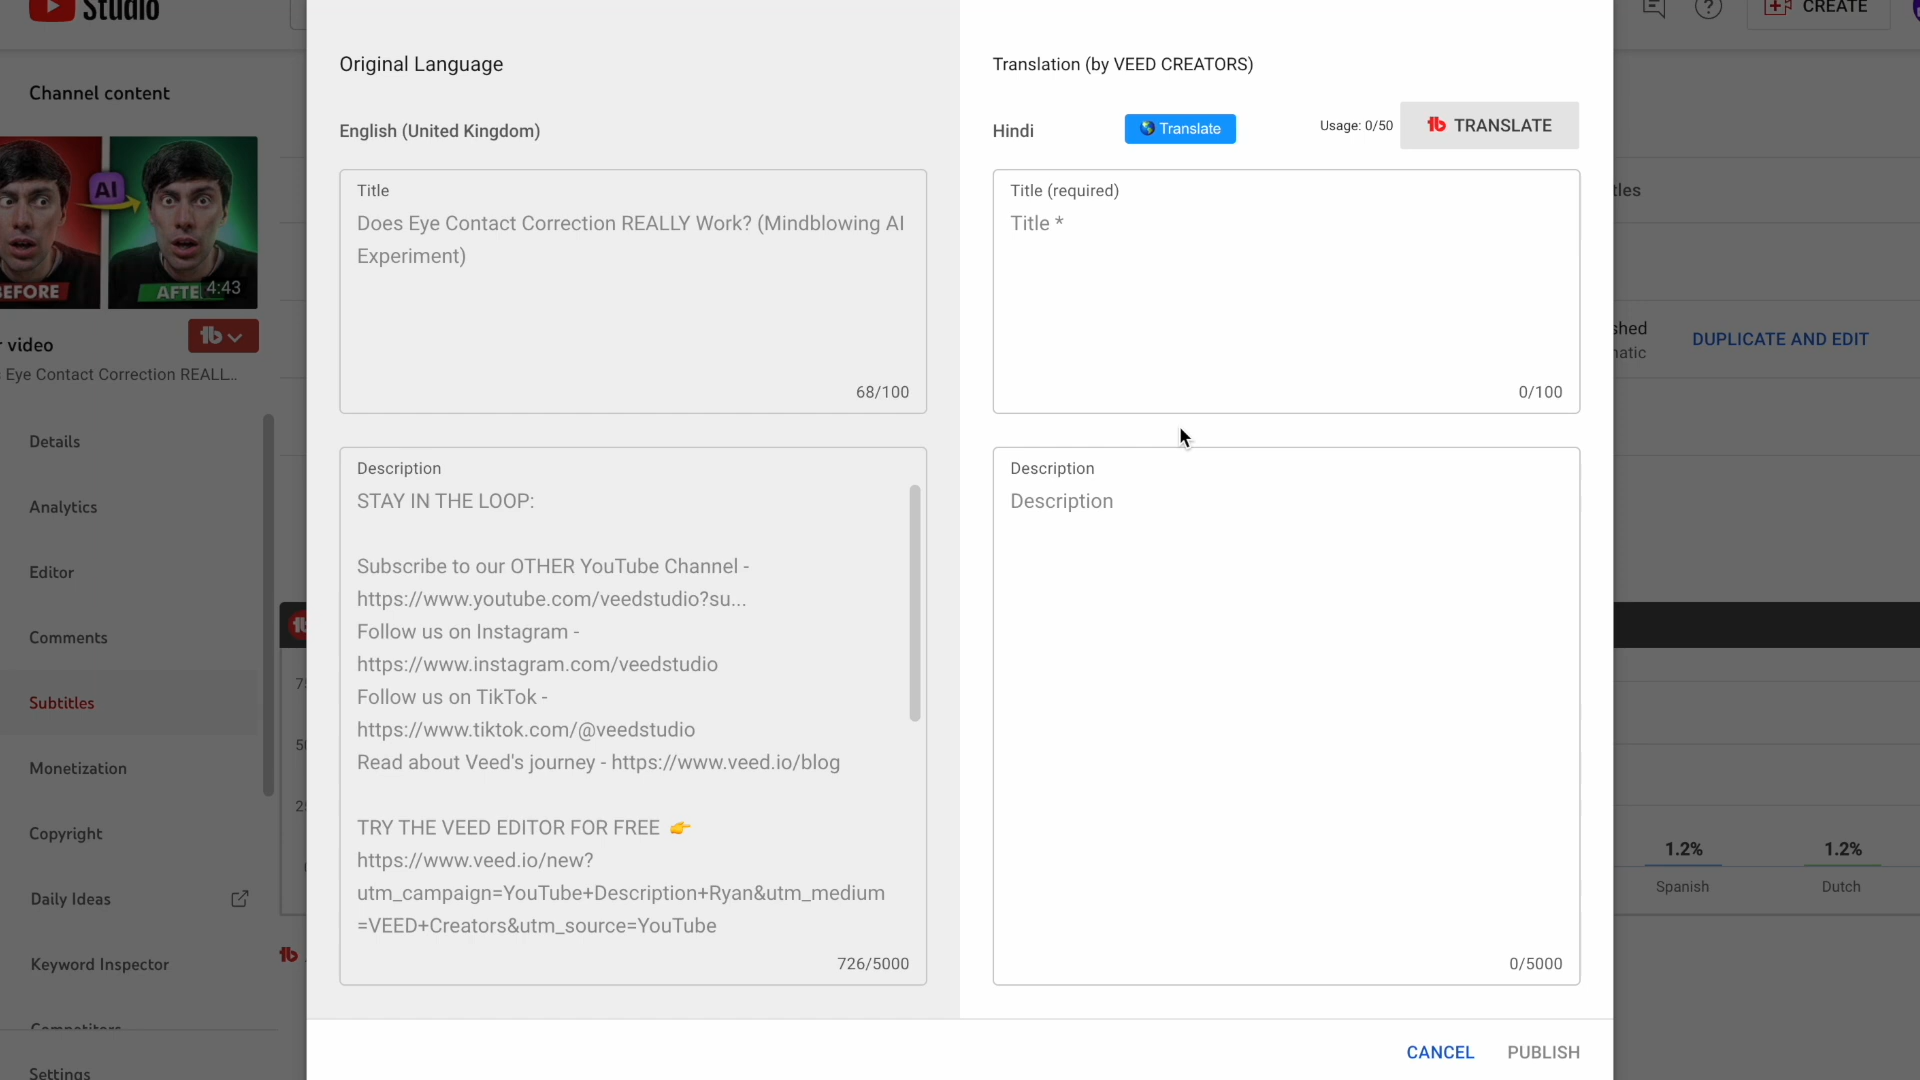 Studio
CREATE
Channel content
AI
BEFORE
AFTE
4:43
r video
Eye Contact Correction REALL...
Details
Analytics
Editor
Comments
Subtitles
Monetization
Copyright
Daily Ideas
Keyword Inspector
Competitors
Settings
Original Language
English (United Kingdom)
Title
Does Eye Contact Correction REALLY Work? (Mindblowing AI
Experiment)
68/100
Description
STAY IN THE LOOP:
Subscribe to our OTHER YouTube Channel -
https://www.youtube.com/veedstudio?su...
Follow us on Instagram -
https://www.instagram.com/veedstudio
Follow us on TikTok -
https://www.tiktok.com/@veedstudio
Read about Veed's journey - https://www.veed.io/blog
TRY THE VEED EDITOR FOR FREE 👉
https://www.veed.io/new?
utm_campaign=YouTube+Description+Ryan&utm_medium
=VEED+Creators&utm_source=YouTube
726/5000
Translation (by VEED CREATORS)
Hindi
🌎 Translate
Usage: 0/50
tb TRANSLATE
Title (required)
Title *
0/100
Description
Description
0/5000
CANCEL
PUBLISH
tles
shed
natic
DUPLICATE AND EDIT
1.2%
Spanish
1.2%
Dutch